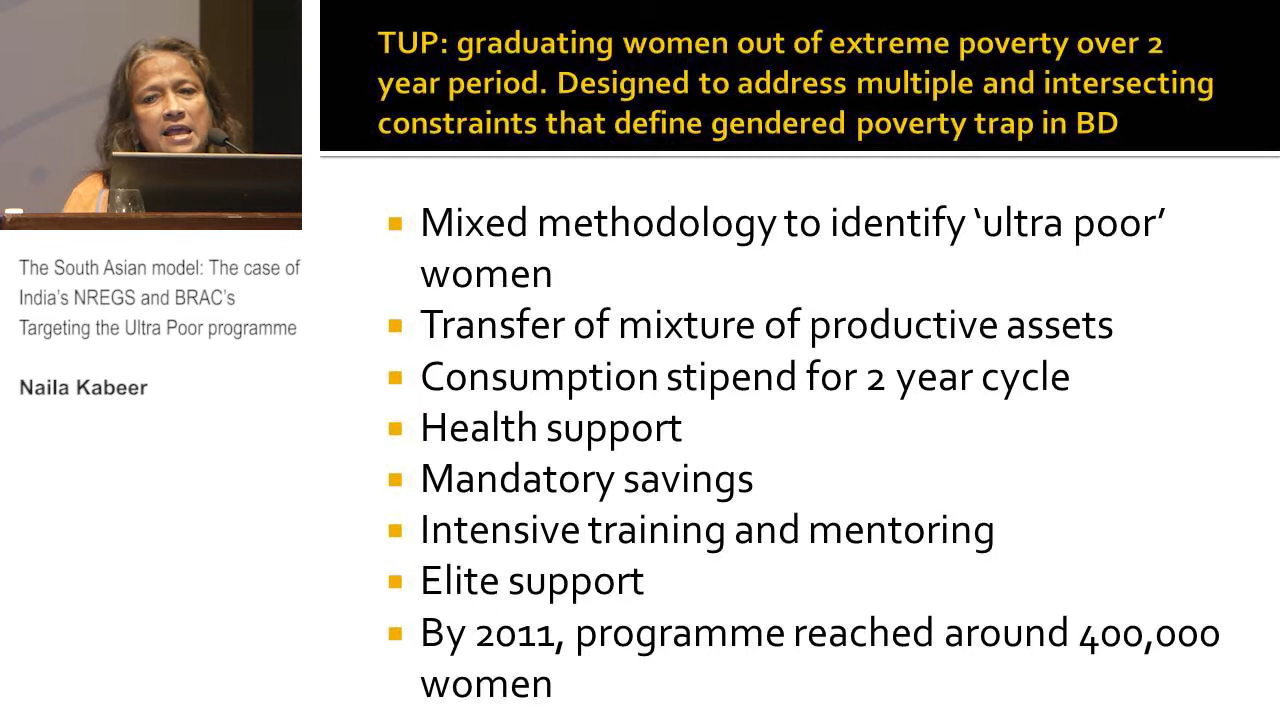 TUP: graduating women out of extreme poverty over 2
year period. Designed to address multiple and intersecting
constraints that define gendered poverty trap in BD
The South Asian model: The case of
India's NREGS and BRAC's
Targeting the Ultra Poor programme
Naila Kabeer
Mixed methodology to identify ‘ultra poor’
women
Transfer of mixture of productive assets
Consumption stipend for 2 year cycle
Health support
Mandatory savings
Intensive training and mentoring
Elite support
By 2011, programme reached around 400,000
women